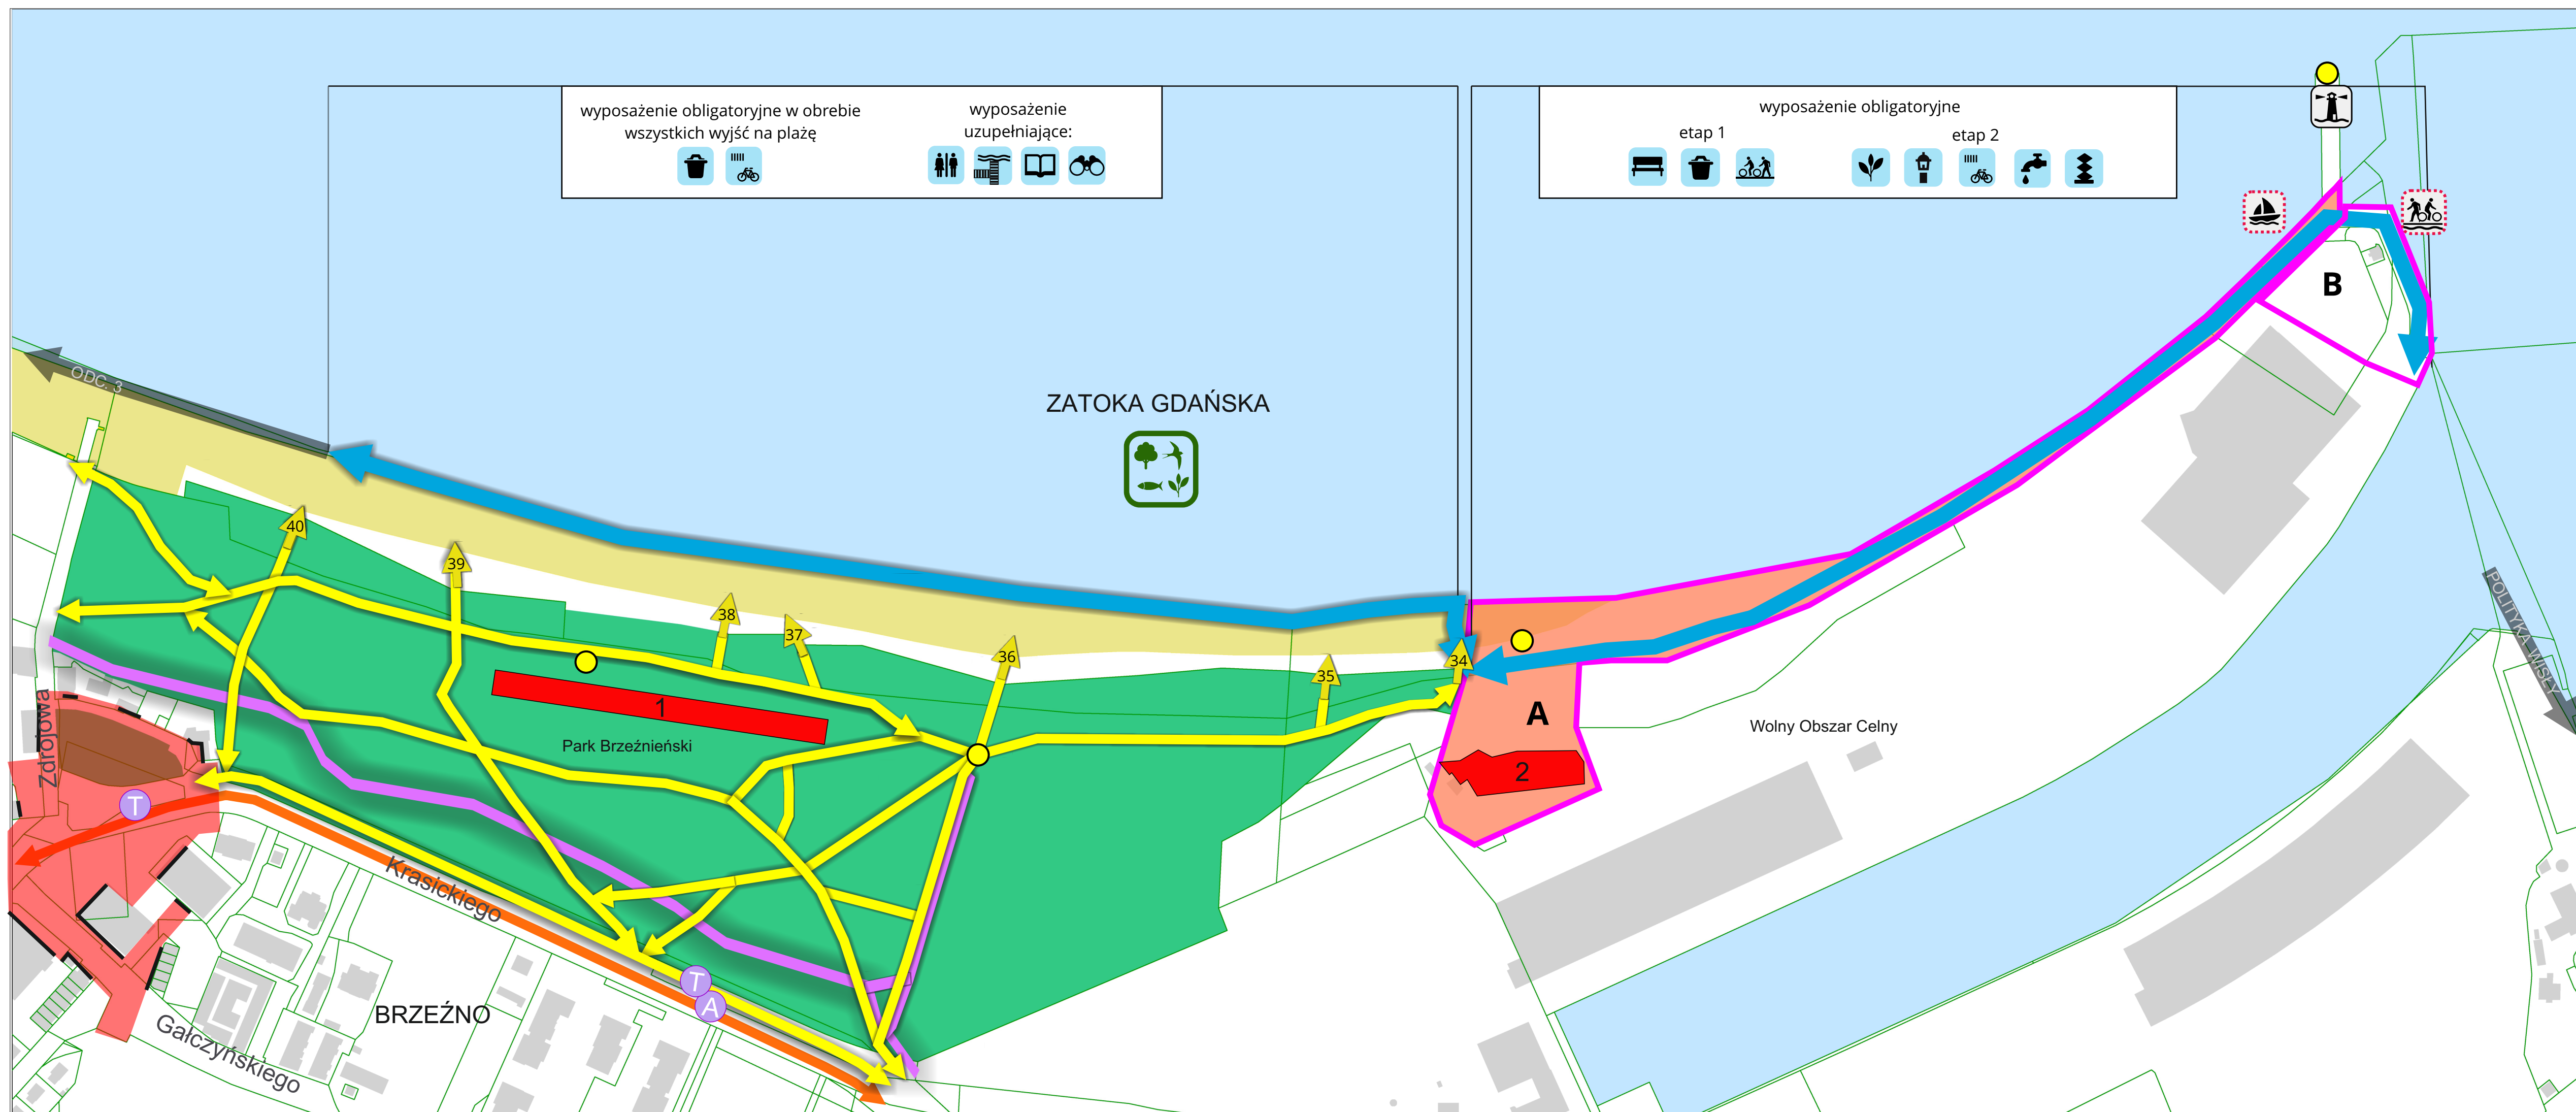 wyposażenie obligatoryjne w obrebie
wszystkich wyjść na plażę
wyposażenie
uzupełniające:
wyposażenie obligatoryjne
etap 1
etap 2
B
ODC. 3
ZATOKA GDAŃSKA
40
39
38
37
36
35
34
1
Park Brzeźnieński
A
2
Wolny Obszar Celny
POLITYKA WISŁY
Zdrojowa
T
Krasickiego
T
A
BRZEŹNO
Gałczyńskiego